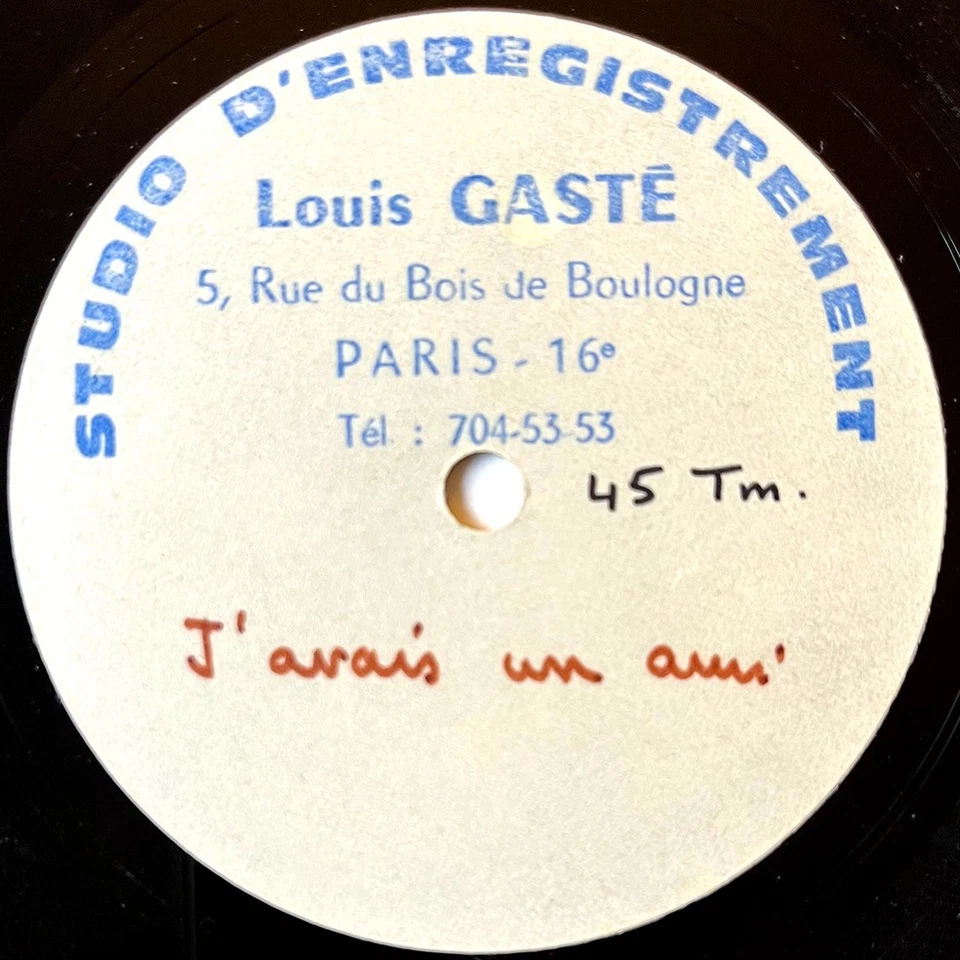 STUDIO D'ENREGISTREMENT
Louis GASTÉ
5, Rue du Bois de Boulogne
PARIS - 16e
Tél : 704-53-53
45 Tm.
J'avais un ami